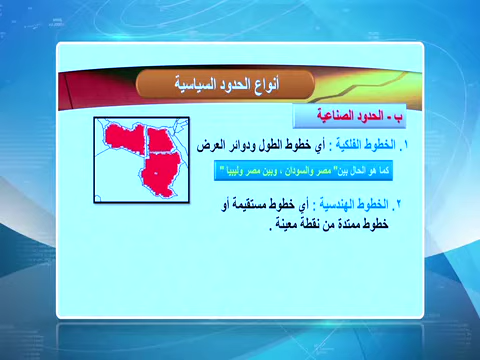 أنواع الحدود السياسية
ب - الحدود الصناعية
١. الخطوط الفلكية : أي خطوط الطول ودوائر العرض
كما هو الحال بين" مصر والسودان ، وبين مصر وليبيا "
٢. الخطوط الهندسية : أي خطوط مستقيمة أو
خطوط ممتدة من نقطة معينة .